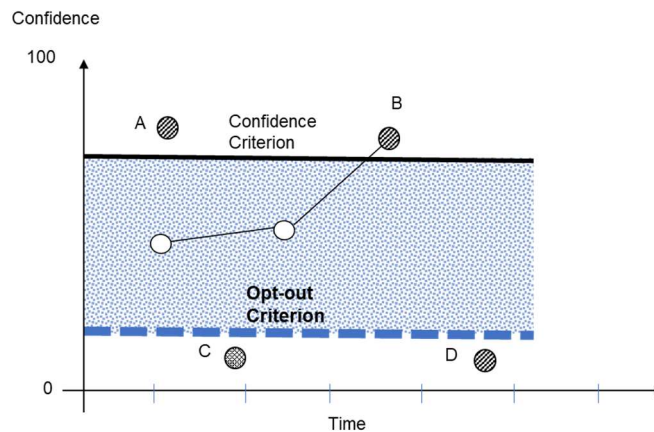 Confidence
100
A
B
Confidence
Criterion
Opt-out
Criterion
C
D
0
Time